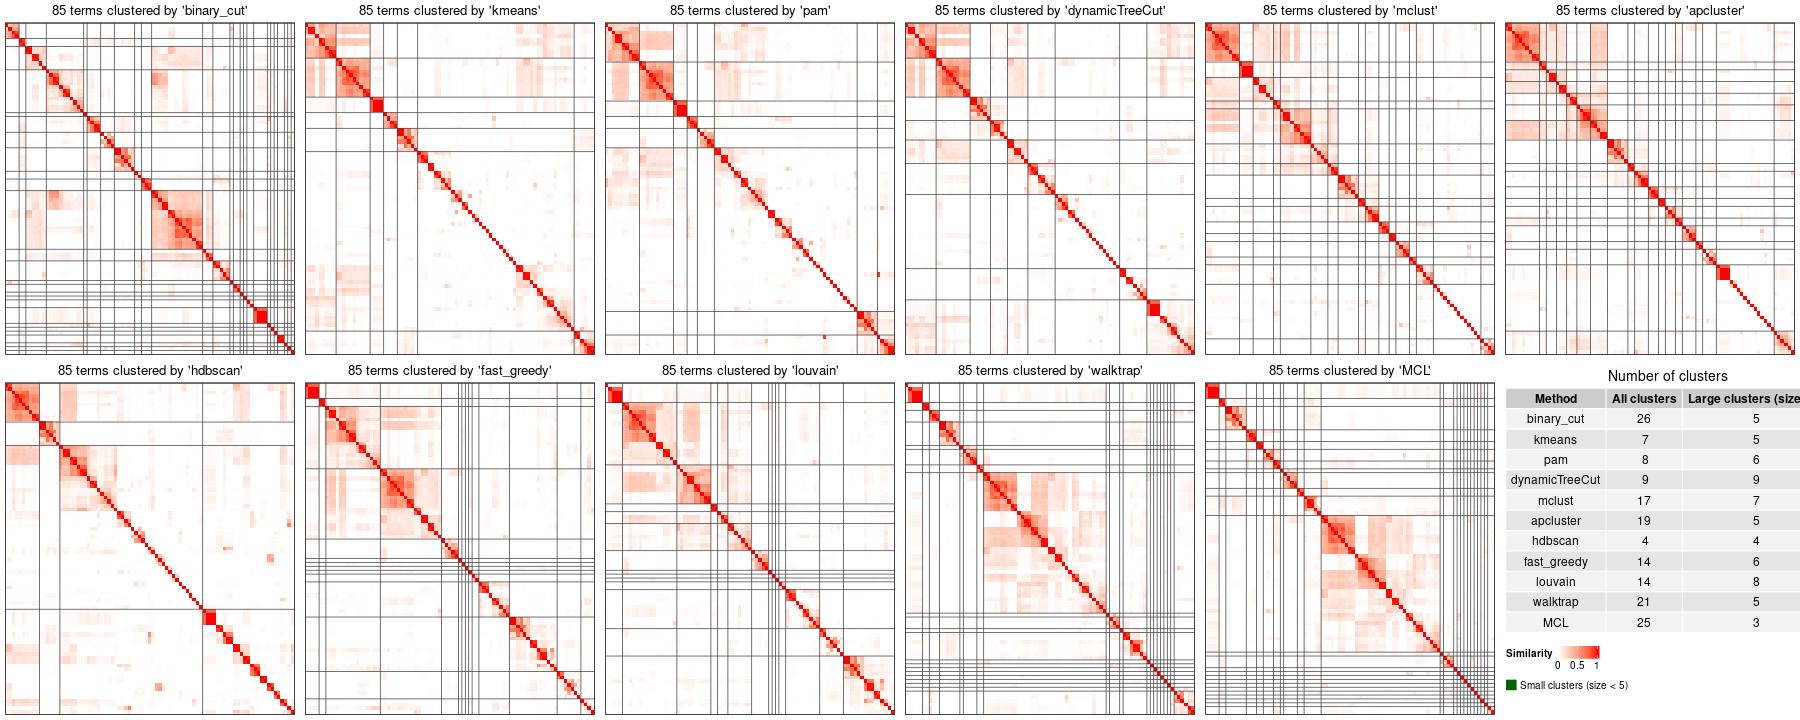 85 terms clustered by 'binary_cut'
85 terms clustered by 'kmeans'
85 terms clustered by 'pam'
85 terms clustered by 'dynamicTreeCut'
85 terms clustered by 'mclust'
85 terms clustered by 'apcluster'
85 terms clustered by 'hdbscan'
85 terms clustered by 'fast_greedy'
85 terms clustered by 'louvain'
85 terms clustered by 'walktrap'
85 terms clustered by 'MCL'
Number of clusters
Method All clusters Large clusters (size
binary_cut 26 5
kmeans 7 5
pam 8 6
dynamicTreeCut 9 9
mclust 17 7
apcluster 19 5
hdbscan 4 4
fast_greedy 14 6
louvain 14 8
walktrap 21 5
MCL 25 3
Similarity
0 0.5 1
Small clusters (size < 5)